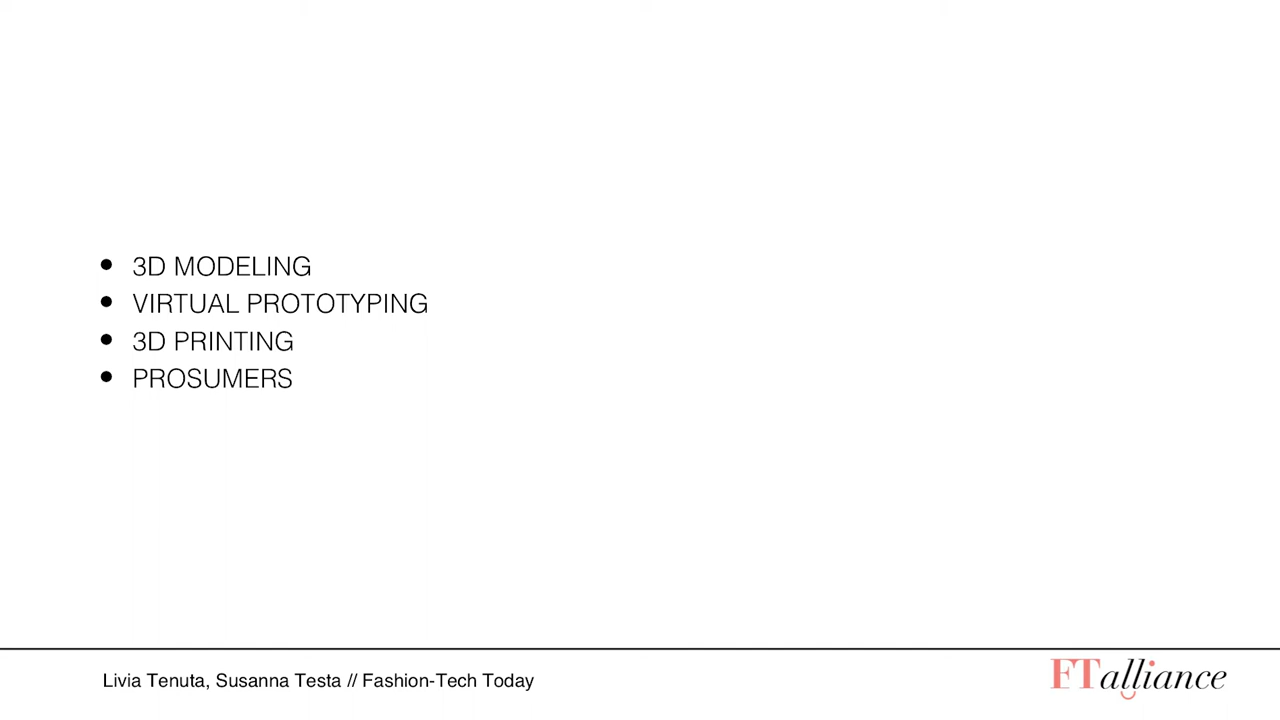 • 3D MODELING
• VIRTUAL PROTOTYPING
• 3D PRINTING
• PROSUMERS
Livia Tenuta, Susanna Testa // Fashion-Tech Today
FTalliance